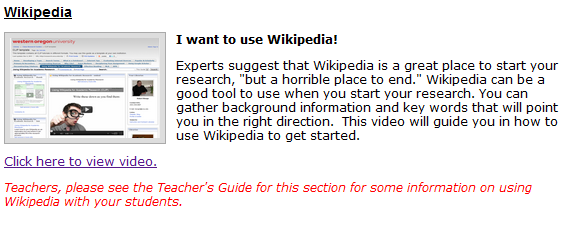 Wikipedia
western oregon university
I want to use Wikipedia!
Experts suggest that Wikipedia is a great place to start your
research, "but a horrible place to end." Wikipedia can be a
good tool to use when you start your research. You can
gather background information and key words that will point
you in the right direction.  This video will guide you in how to
use Wikipedia to get started.
Click here to view video.
Teachers, please see the Teacher's Guide for this section for some information on using
Wikipedia with your students.